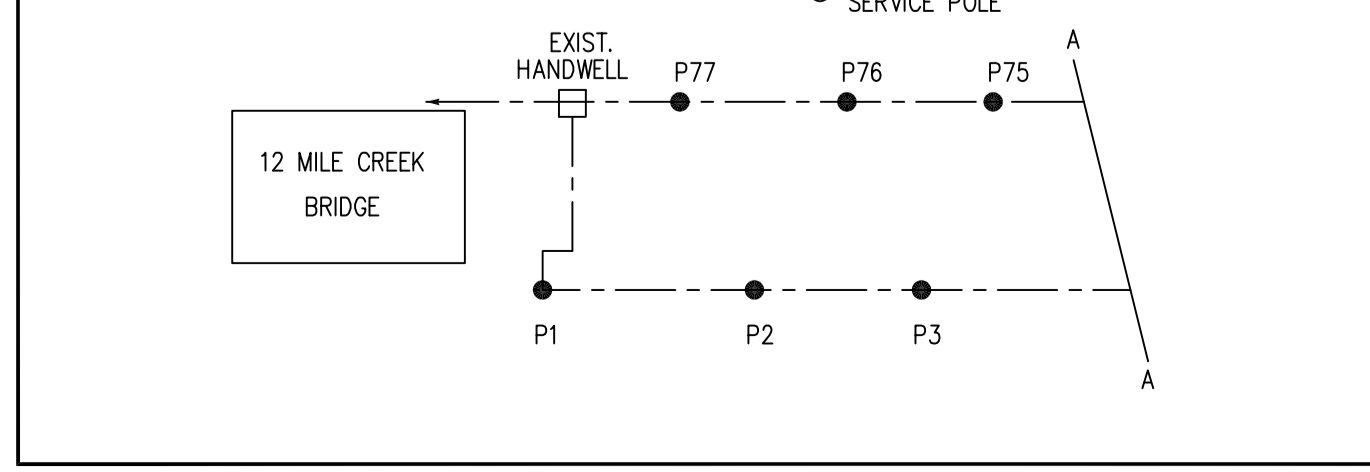 SERVICE POLE
A
EXIST.
HANDWELL
P77
P76
P75
12 MILE CREEK
BRIDGE
P1
P2
P3
A